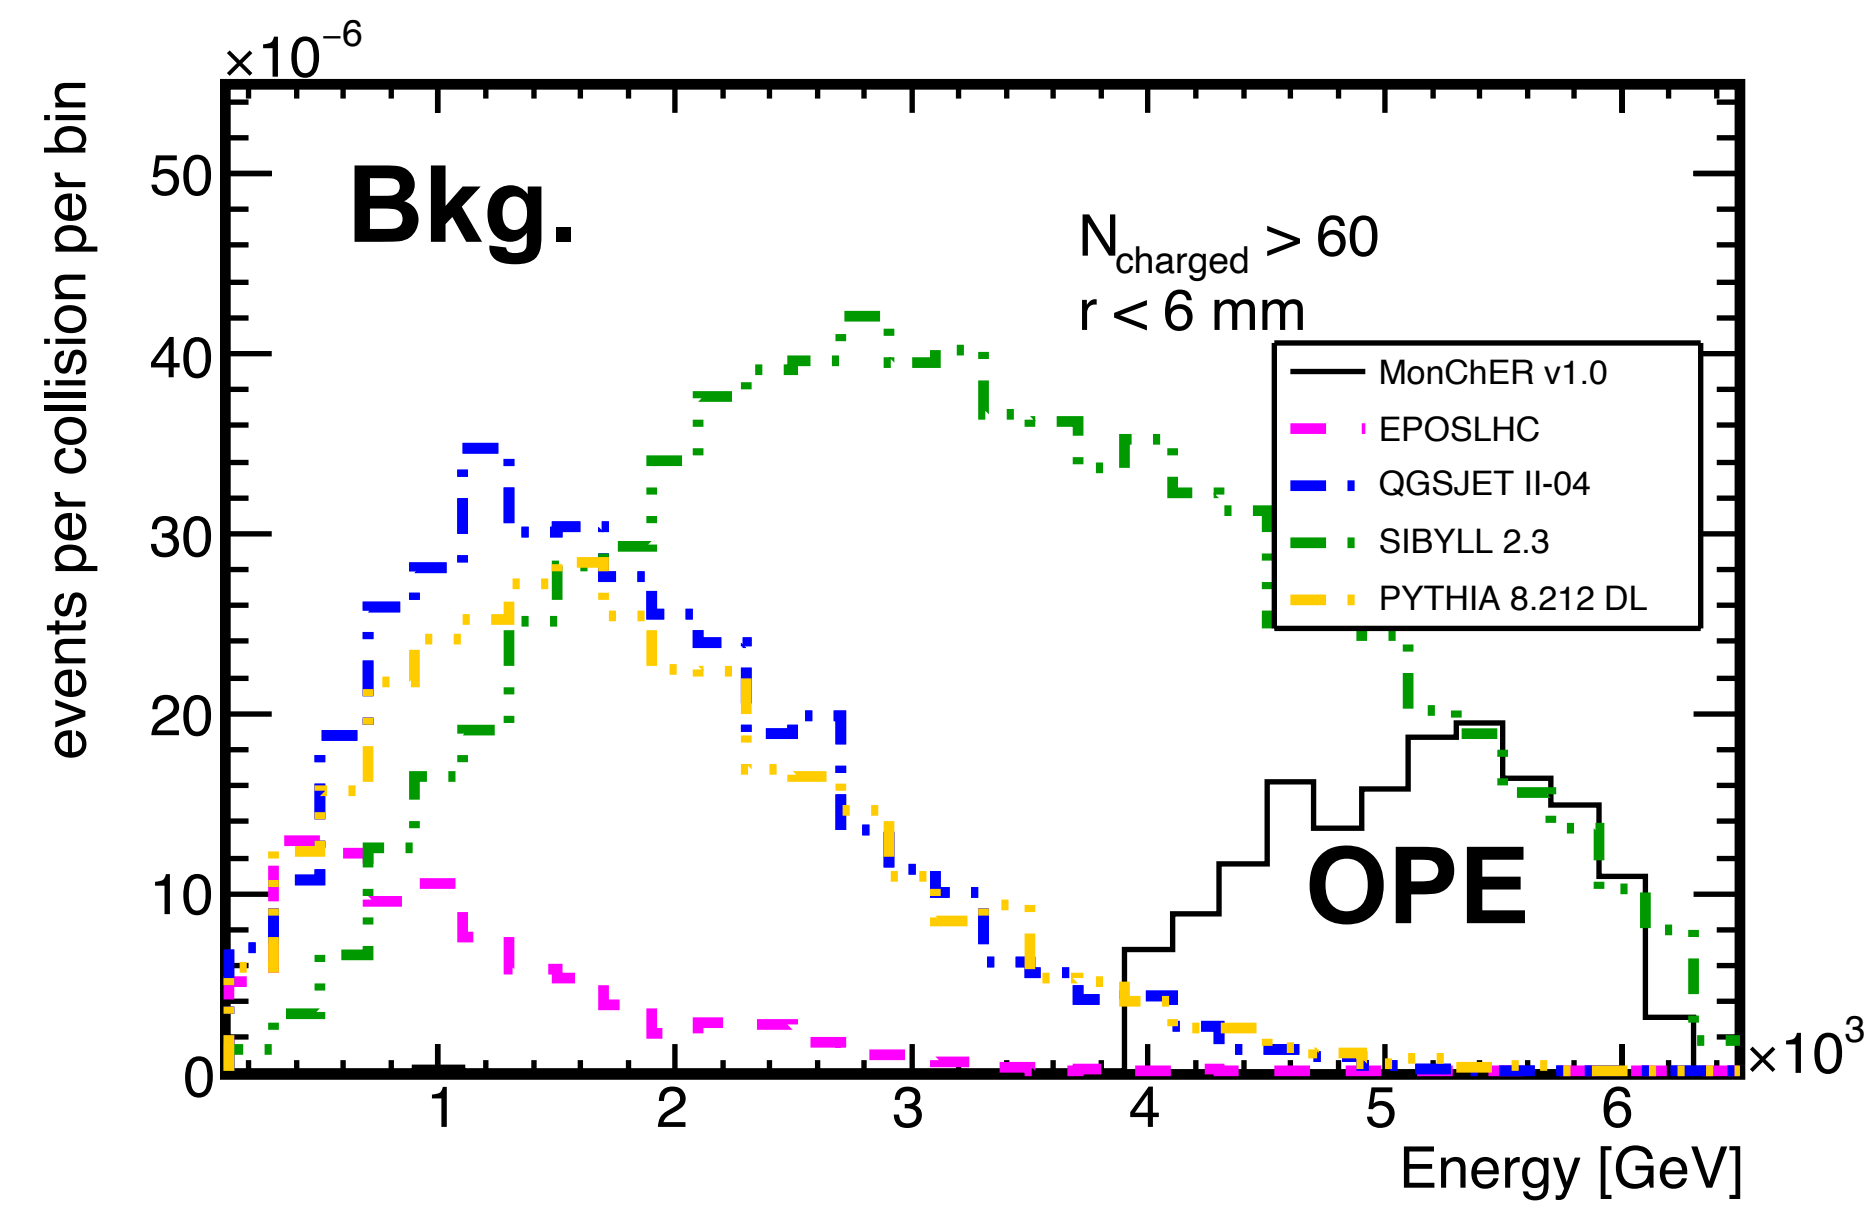 ×10⁻⁶
events per collision per bin
50
40
30
20
10
0
Bkg.
N_charged > 60
r < 6 mm
MonChER v1.0
EPOSLHC
QGSJET II-04
SIBYLL 2.3
PYTHIA 8.212 DL
OPE
×10³
1 2 3 4 5 6
Energy [GeV]